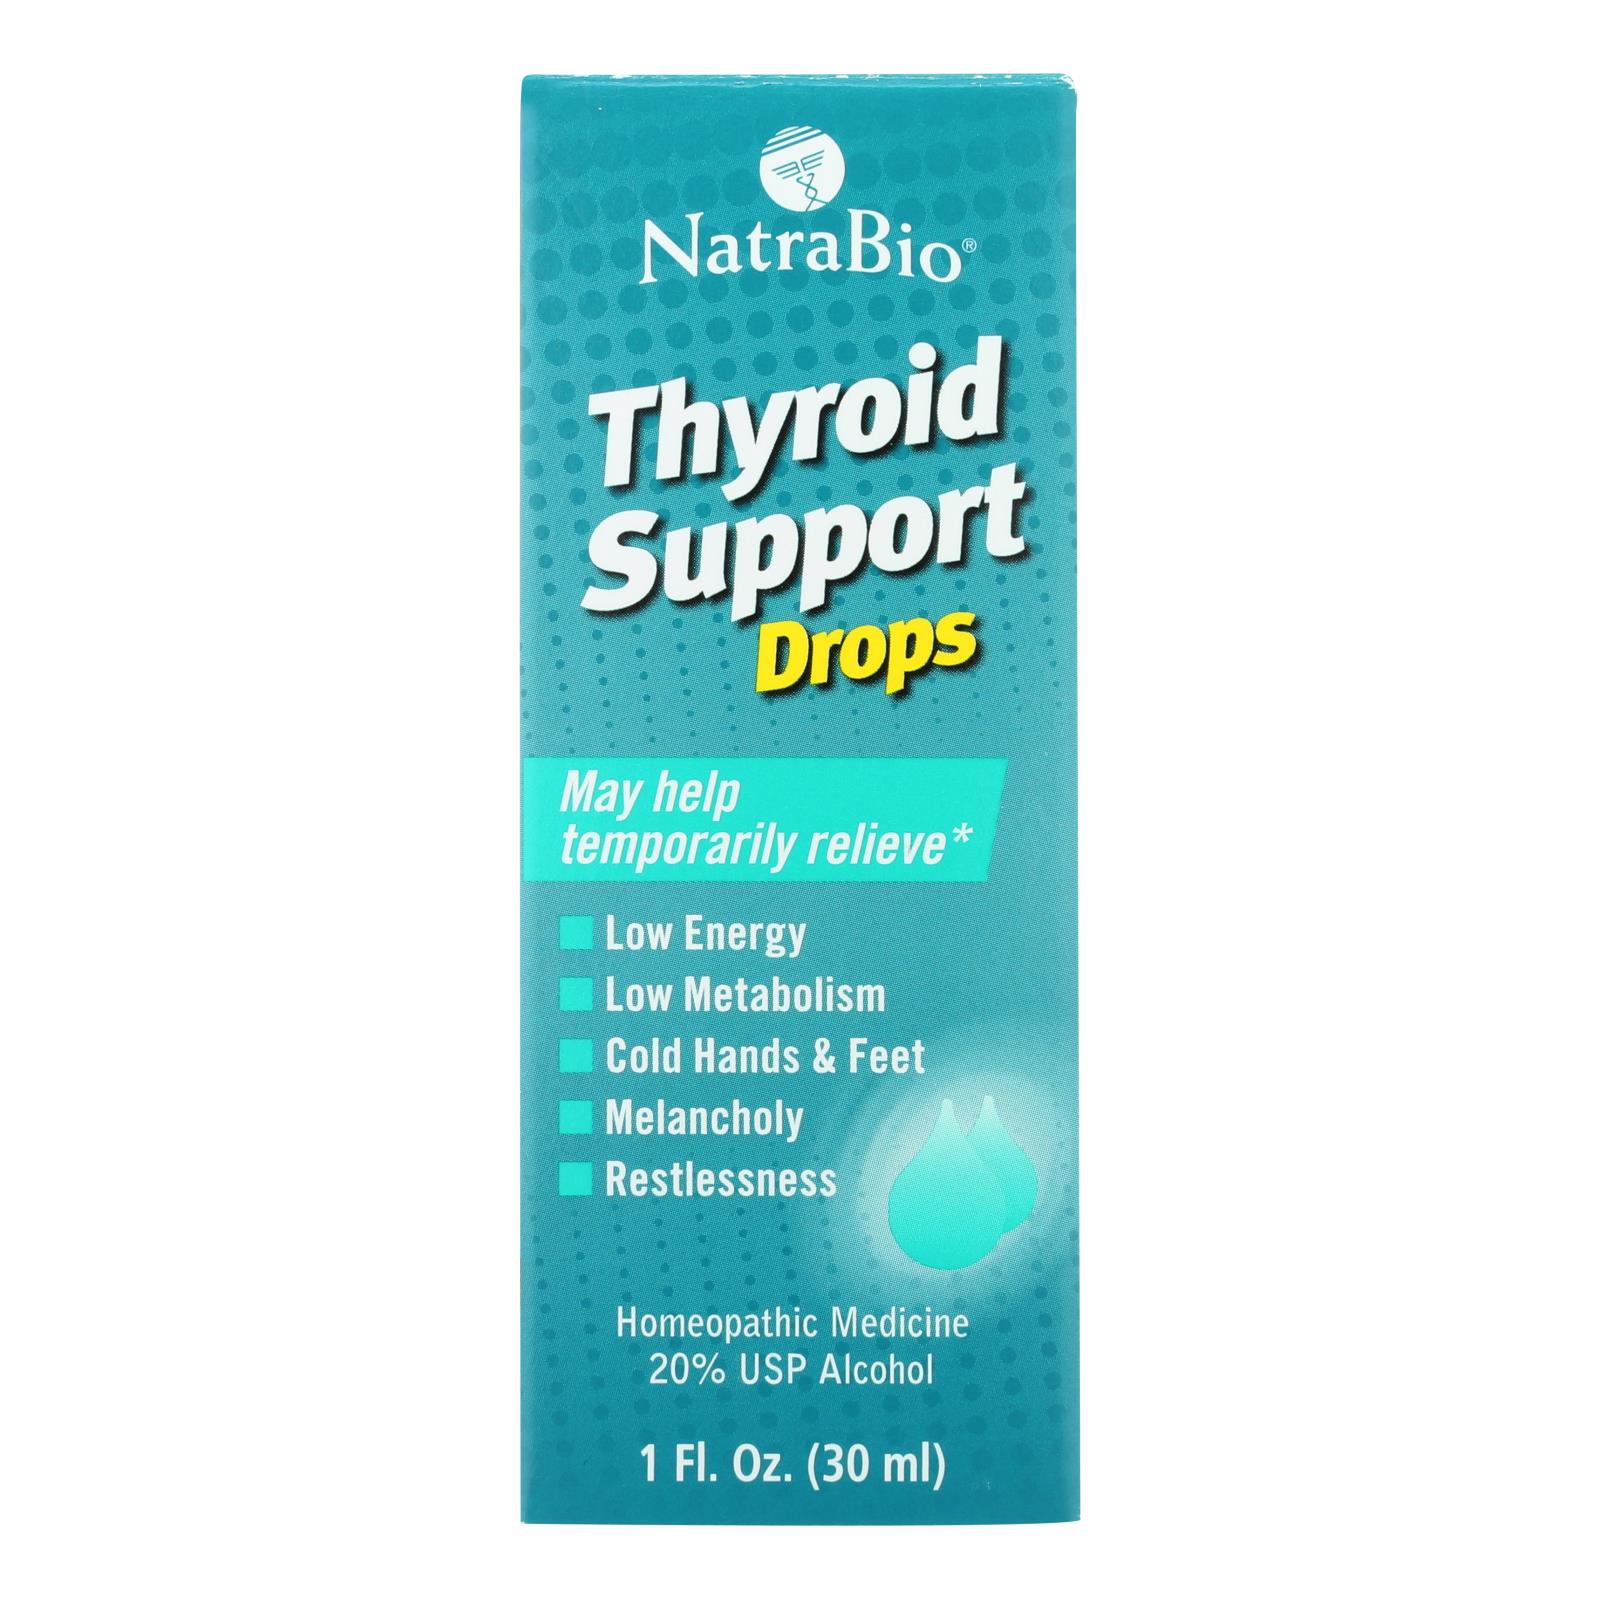 NatraBio®
Thyroid
Support
Drops
May help
temporarily relieve*
Low Energy
Low Metabolism
Cold Hands & Feet
Melancholy
Restlessness
Homeopathic Medicine
20% USP Alcohol
1 Fl. Oz. (30 ml)